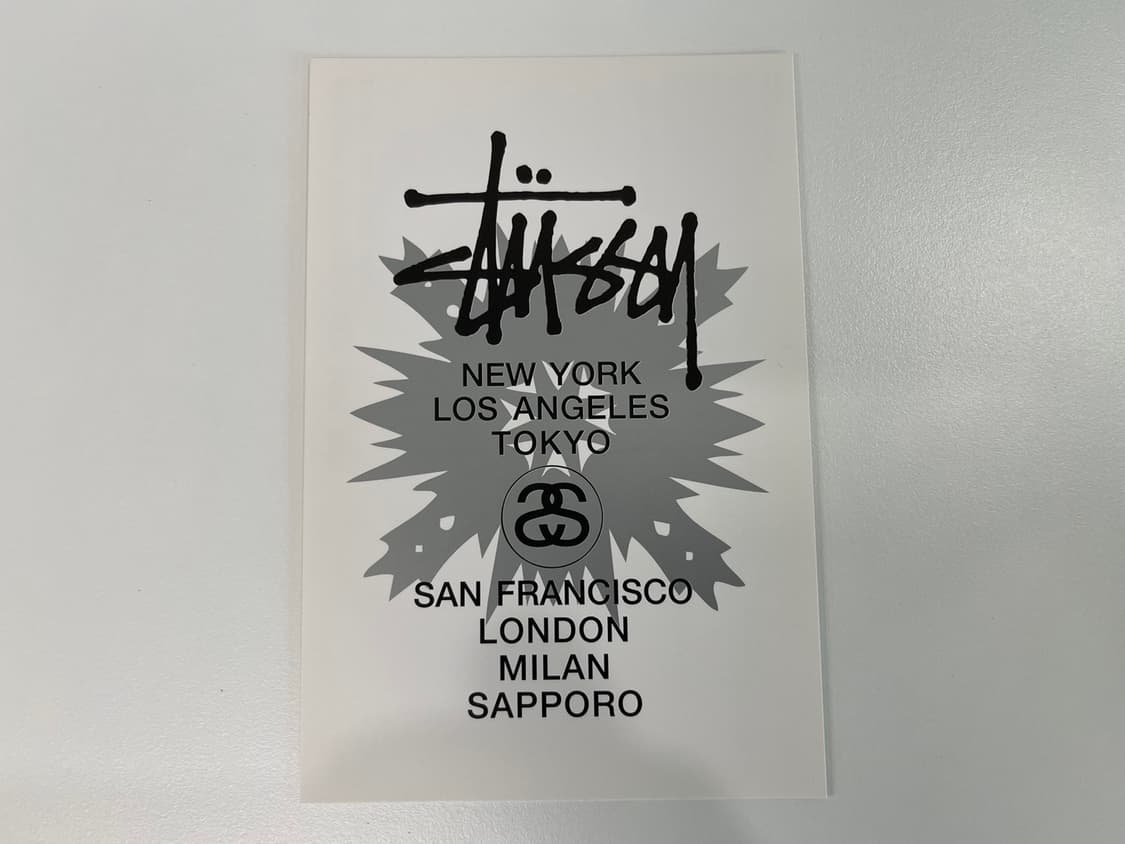 Stüssy
NEW YORK
LOS ANGELES
TOKYO
SAN FRANCISCO
LONDON
MILAN
SAPPORO